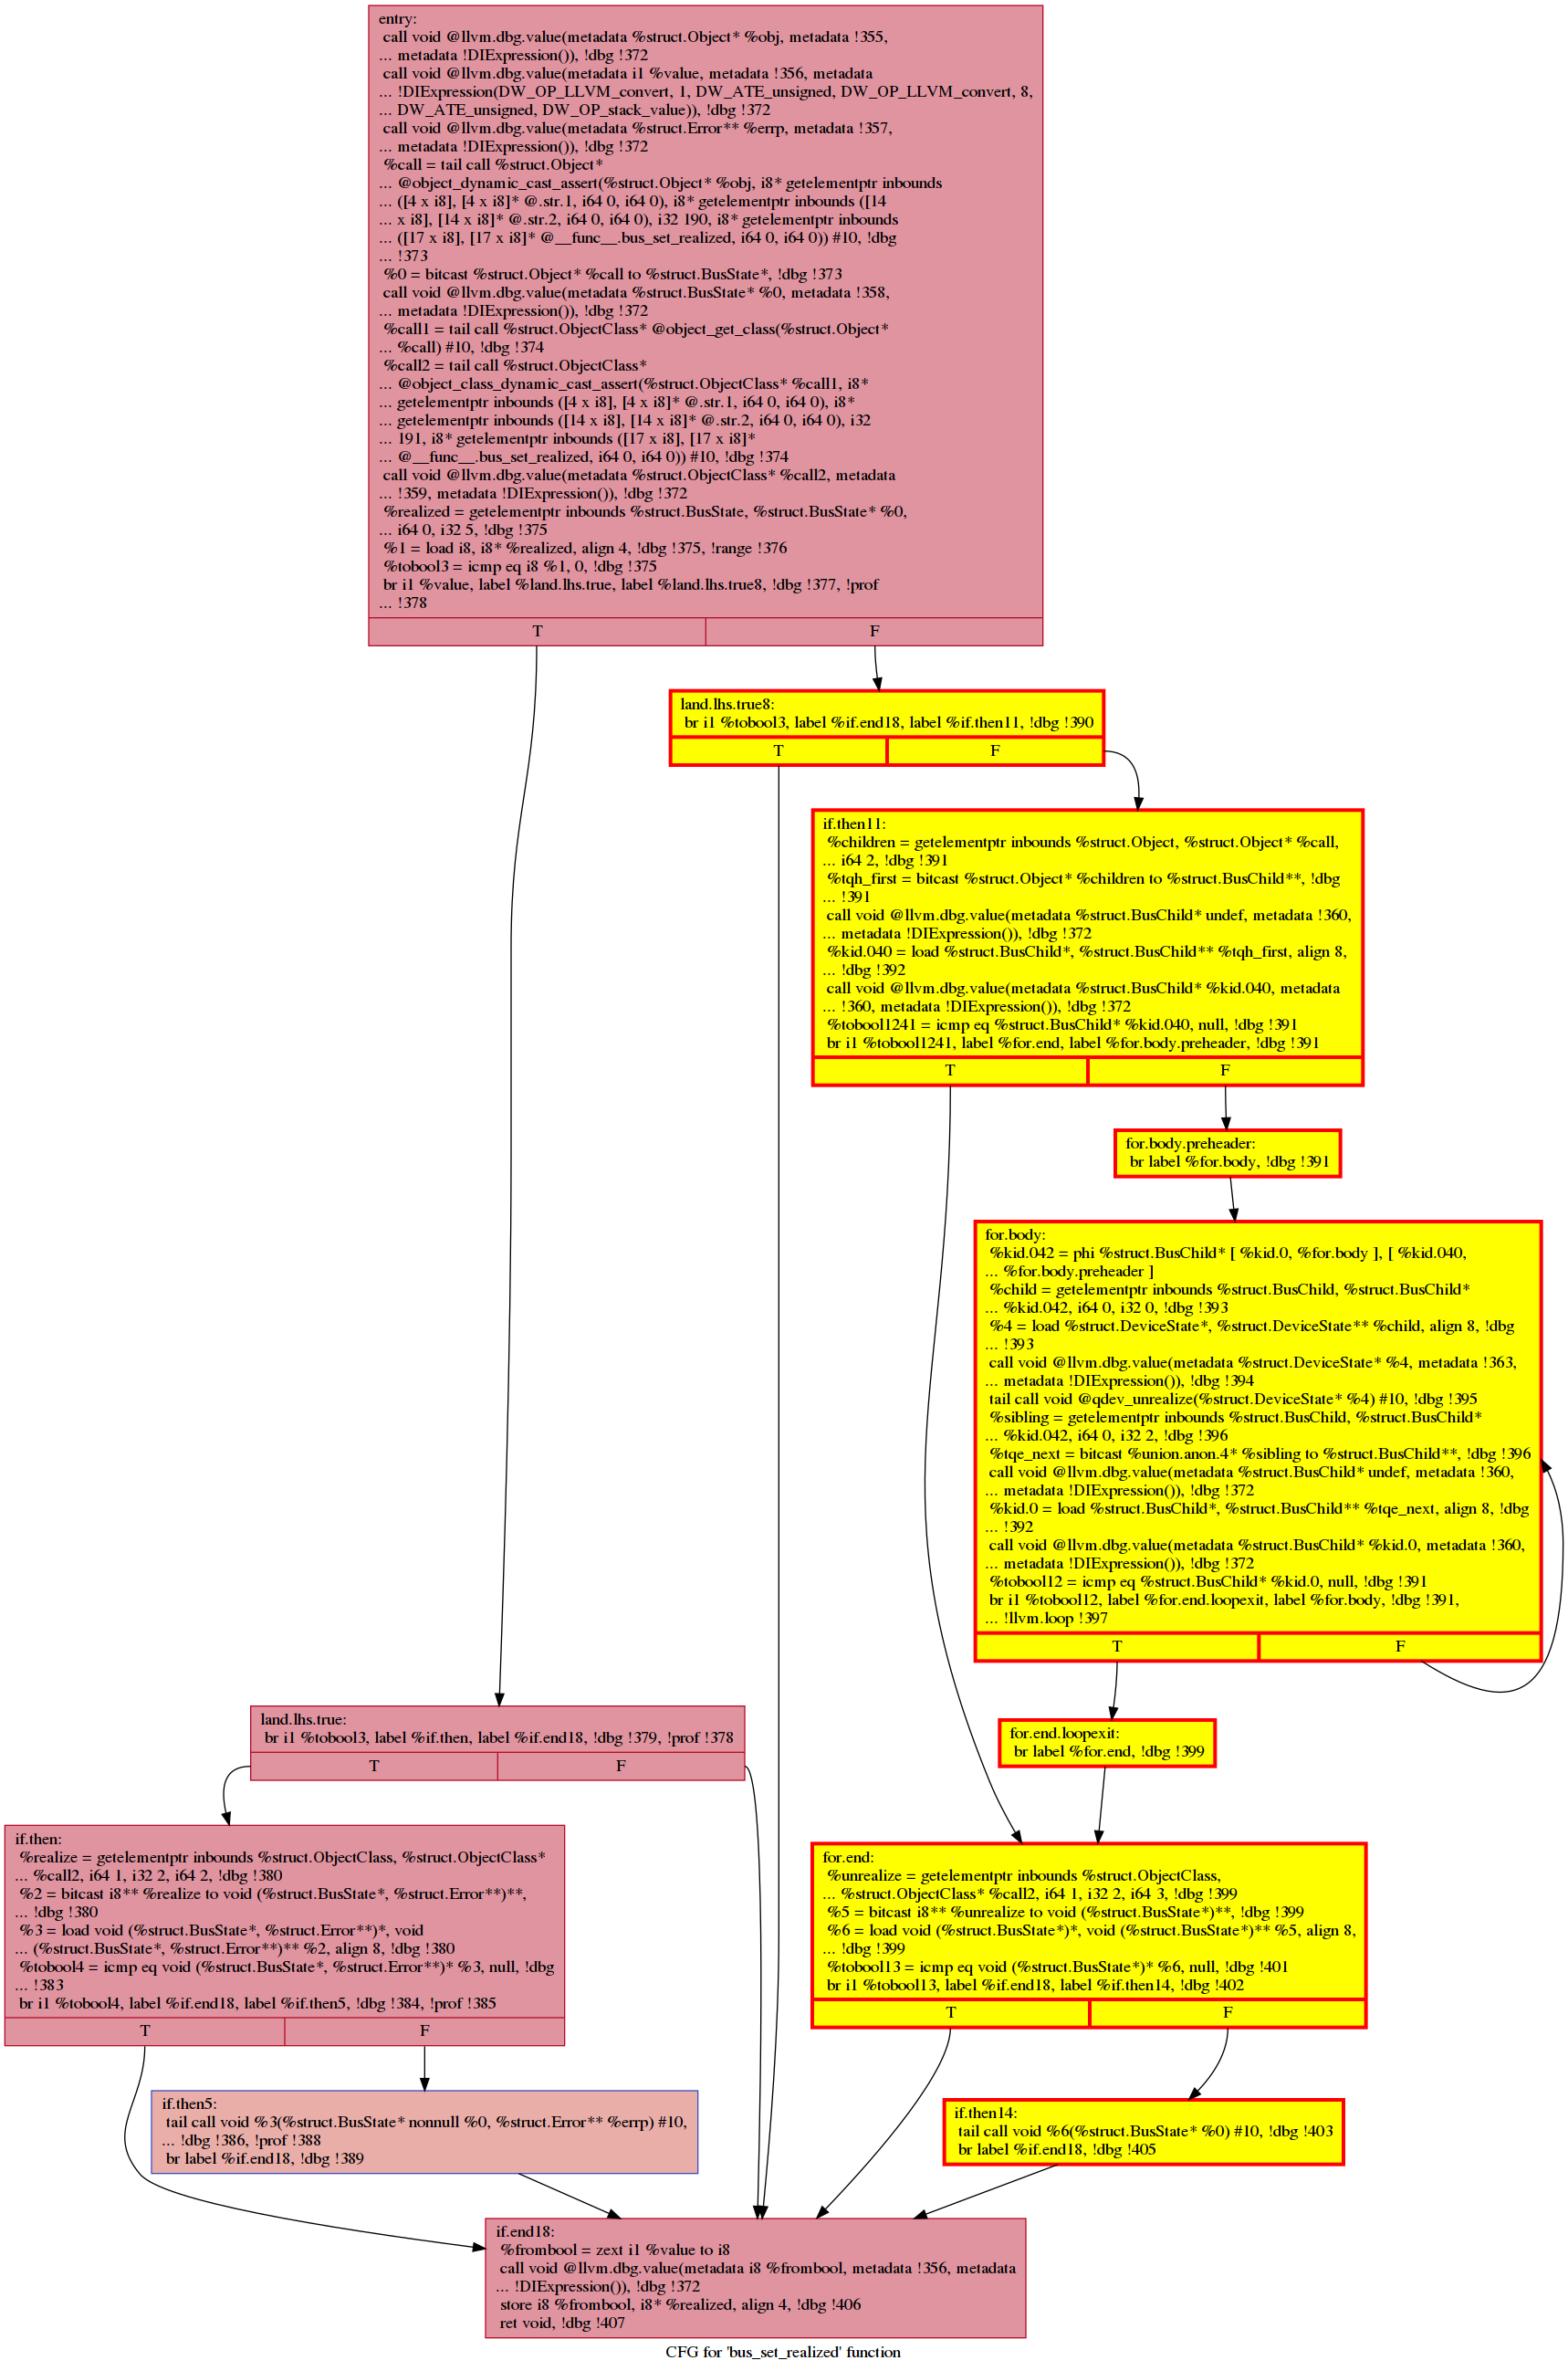 entry:
call void @llvm.dbg.value(metadata %struct.Object* %obj, metadata !355,
... metadata !DIExpression()), !dbg !372
call void @llvm.dbg.value(metadata i1 %value, metadata !356, metadata
... !DIExpression(DW_OP_LLVM_convert, 1, DW_ATE_unsigned, DW_OP_LLVM_convert, 8,
... DW_ATE_unsigned, DW_OP_stack_value)), !dbg !372
call void @llvm.dbg.value(metadata %struct.Error** %errp, metadata !357,
... metadata !DIExpression()), !dbg !372
%call = tail call %struct.Object*
... @object_dynamic_cast_assert(%struct.Object* %obj, i8* getelementptr inbounds
... ([4 x i8], [4 x i8]* @.str.1, i64 0, i64 0), i8* getelementptr inbounds ([14
... x i8], [14 x i8]* @.str.2, i64 0, i64 0), i32 190, i8* getelementptr inbounds
... ([17 x i8], [17 x i8]* @__func__.bus_set_realized, i64 0, i64 0)) #10, !dbg
... !373
%0 = bitcast %struct.Object* %call to %struct.BusState*, !dbg !373
call void @llvm.dbg.value(metadata %struct.BusState* %0, metadata !358,
... metadata !DIExpression()), !dbg !372
%call1 = tail call %struct.ObjectClass* @object_get_class(%struct.Object*
... %call) #10, !dbg !374
%call2 = tail call %struct.ObjectClass*
... @object_class_dynamic_cast_assert(%struct.ObjectClass* %call1, i8*
... getelementptr inbounds ([4 x i8], [4 x i8]* @.str.1, i64 0, i64 0), i8*
... getelementptr inbounds ([14 x i8], [14 x i8]* @.str.2, i64 0, i64 0), i32
... 191, i8* getelementptr inbounds ([17 x i8], [17 x i8]*
... @__func__.bus_set_realized, i64 0, i64 0)) #10, !dbg !374
call void @llvm.dbg.value(metadata %struct.ObjectClass* %call2, metadata
... !359, metadata !DIExpression()), !dbg !372
%realized = getelementptr inbounds %struct.BusState, %struct.BusState* %0,
... i64 0, i32 5, !dbg !375
%1 = load i8, i8* %realized, align 4, !dbg !375, !range !376
%tobool3 = icmp eq i8 %1, 0, !dbg !375
br i1 %value, label %land.lhs.true, label %land.lhs.true8, !dbg !377, !prof
... !378
T F
land.lhs.true8:
br i1 %tobool3, label %if.end18, label %if.then11, !dbg !390
T F
if.then11:
%children = getelementptr inbounds %struct.Object, %struct.Object* %call,
... i64 2, !dbg !391
%tqh_first = bitcast %struct.Object* %children to %struct.BusChild**, !dbg
... !391
call void @llvm.dbg.value(metadata %struct.BusChild* undef, metadata !360,
... metadata !DIExpression()), !dbg !372
%kid.040 = load %struct.BusChild*, %struct.BusChild** %tqh_first, align 8,
... !dbg !392
call void @llvm.dbg.value(metadata %struct.BusChild* %kid.040, metadata
... !360, metadata !DIExpression()), !dbg !372
%tobool1241 = icmp eq %struct.BusChild* %kid.040, null, !dbg !391
br i1 %tobool1241, label %for.end, label %for.body.preheader, !dbg !391
T F
for.body.preheader:
br label %for.body, !dbg !391
for.body:
%kid.042 = phi %struct.BusChild* [ %kid.0, %for.body ], [ %kid.040,
... %for.body.preheader ]
%child = getelementptr inbounds %struct.BusChild, %struct.BusChild*
... %kid.042, i64 0, i32 0, !dbg !393
%4 = load %struct.DeviceState*, %struct.DeviceState** %child, align 8, !dbg
... !393
call void @llvm.dbg.value(metadata %struct.DeviceState* %4, metadata !363,
... metadata !DIExpression()), !dbg !394
tail call void @qdev_unrealize(%struct.DeviceState* %4) #10, !dbg !395
%sibling = getelementptr inbounds %struct.BusChild, %struct.BusChild*
... %kid.042, i64 0, i32 2, !dbg !396
%tqe_next = bitcast %union.anon.4* %sibling to %struct.BusChild**, !dbg !396
call void @llvm.dbg.value(metadata %struct.BusChild* undef, metadata !360,
... metadata !DIExpression()), !dbg !372
%kid.0 = load %struct.BusChild*, %struct.BusChild** %tqe_next, align 8, !dbg
... !392
call void @llvm.dbg.value(metadata %struct.BusChild* %kid.0, metadata !360,
... metadata !DIExpression()), !dbg !372
%tobool12 = icmp eq %struct.BusChild* %kid.0, null, !dbg !391
br i1 %tobool12, label %for.end.loopexit, label %for.body, !dbg !391,
... !llvm.loop !397
T F
land.lhs.true:
br i1 %tobool3, label %if.then, label %if.end18, !dbg !379, !prof !378
T F
for.end.loopexit:
br label %for.end, !dbg !399
if.then:
%realize = getelementptr inbounds %struct.ObjectClass, %struct.ObjectClass*
... %call2, i64 1, i32 2, i64 2, !dbg !380
%2 = bitcast i8** %realize to void (%struct.BusState*, %struct.Error**)**,
... !dbg !380
%3 = load void (%struct.BusState*, %struct.Error**)*, void
... (%struct.BusState*, %struct.Error**)** %2, align 8, !dbg !380
%tobool4 = icmp eq void (%struct.BusState*, %struct.Error**)* %3, null, !dbg
... !383
br i1 %tobool4, label %if.end18, label %if.then5, !dbg !384, !prof !385
T F
for.end:
%unrealize = getelementptr inbounds %struct.ObjectClass,
... %struct.ObjectClass* %call2, i64 1, i32 2, i64 3, !dbg !399
%5 = bitcast i8** %unrealize to void (%struct.BusState*)**, !dbg !399
%6 = load void (%struct.BusState*)*, void (%struct.BusState*)** %5, align 8,
... !dbg !399
%tobool13 = icmp eq void (%struct.BusState*)* %6, null, !dbg !401
br i1 %tobool13, label %if.end18, label %if.then14, !dbg !402
T F
if.then5:
tail call void %3(%struct.BusState* nonnull %0, %struct.Error** %errp) #10,
... !dbg !386, !prof !388
br label %if.end18, !dbg !389
if.then14:
tail call void %6(%struct.BusState* %0) #10, !dbg !403
br label %if.end18, !dbg !405
if.end18:
%frombool = zext i1 %value to i8
call void @llvm.dbg.value(metadata i8 %frombool, metadata !356, metadata
... !DIExpression()), !dbg !372
store i8 %frombool, i8* %realized, align 4, !dbg !406
ret void, !dbg !407
CFG for 'bus_set_realized' function